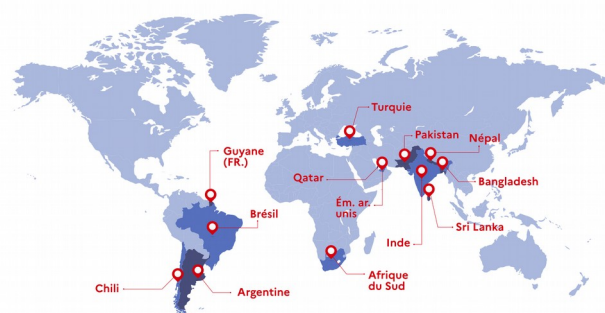 Turquie
Pakistan
Népal
Guyane
(FR.)
Qatar
Bangladesh
Ém. ar.
unis
Brésil
Sri Lanka
Inde
Afrique
du Sud
Chili
Argentine